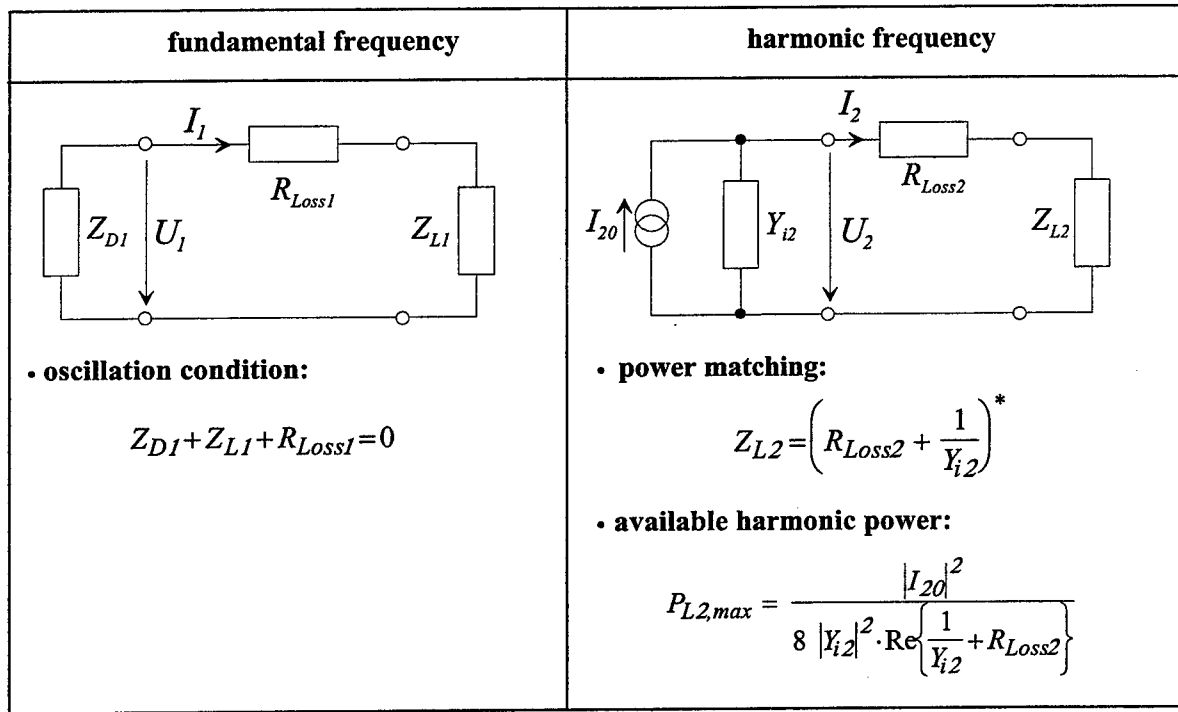 fundamental frequency
harmonic frequency
I1
RLoss1
ZD1
U1
ZL1
• oscillation condition:
ZD1+ZL1+RLoss1=0
I2
RLoss2
I20
Yi2
U2
ZL2
• power matching:
ZL2=(RLoss2 + 1/Yi2)*
• available harmonic power:
PL2,max = |I20|² / 8 |Yi2|²·Re{1/Yi2 + RLoss2}